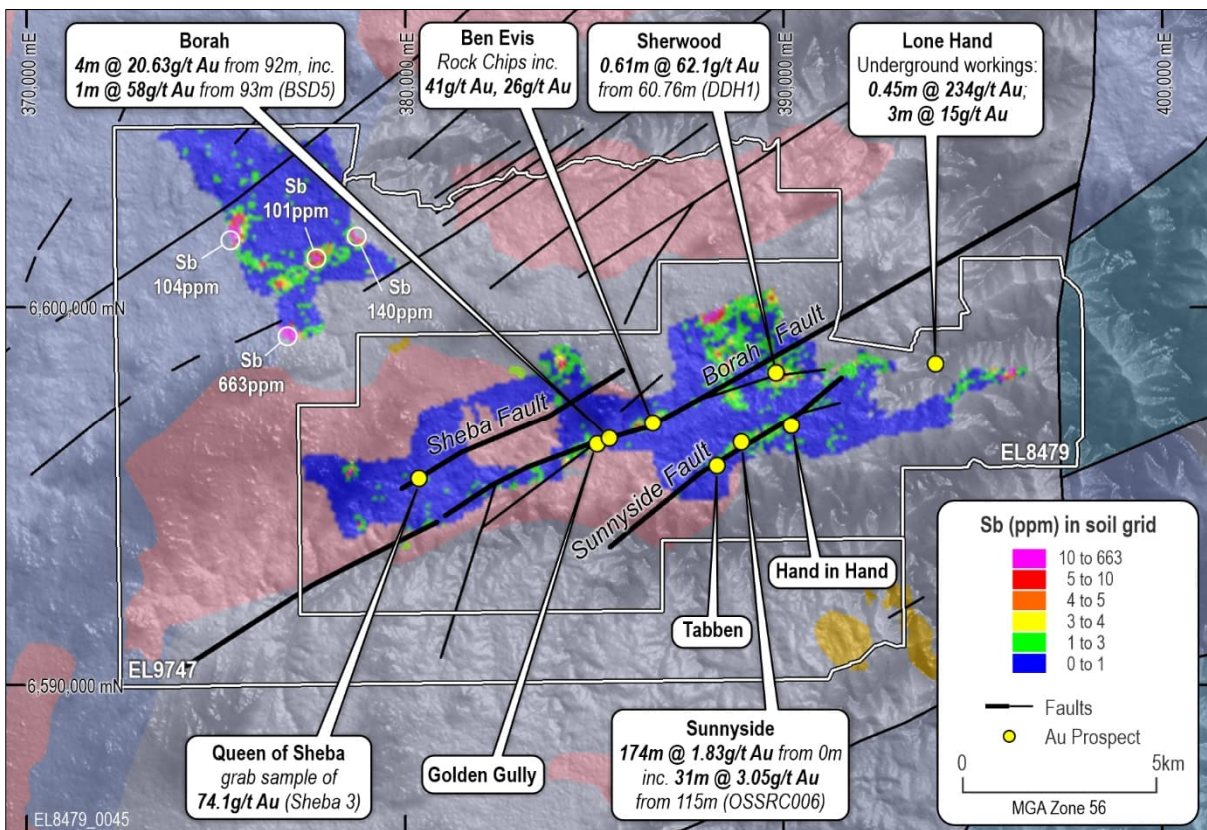 370,000 mE
380,000 mE
390,000 mE
400,000 mE
Borah
4m @ 20.63g/t Au from 92m, inc.
1m @ 58g/t Au from 93m (BSD5)
Ben Evis
Rock Chips inc.
41g/t Au, 26g/t Au
Sherwood
0.61m @ 62.1g/t Au
from 60.76m (DDH1)
Lone Hand
Underground workings:
0.45m @ 234g/t Au;
3m @ 15g/t Au
Sb
101ppm
Sb
104ppm
Sb
140ppm
Sb
663ppm
6,600,000 mN
Borah Fault
Sheba Fault
Sunnyside Fault
EL8479
EL9747
6,590,000 mN
Hand in Hand
Tabben
Queen of Sheba
grab sample of
74.1g/t Au (Sheba 3)
Golden Gully
Sunnyside
174m @ 1.83g/t Au from 0m
inc. 31m @ 3.05g/t Au
from 115m (OSSRC006)
Sb (ppm) in soil grid
10 to 663
5 to 10
4 to 5
3 to 4
1 to 3
0 to 1
Faults
Au Prospect
0 5km
MGA Zone 56
EL8479_0045